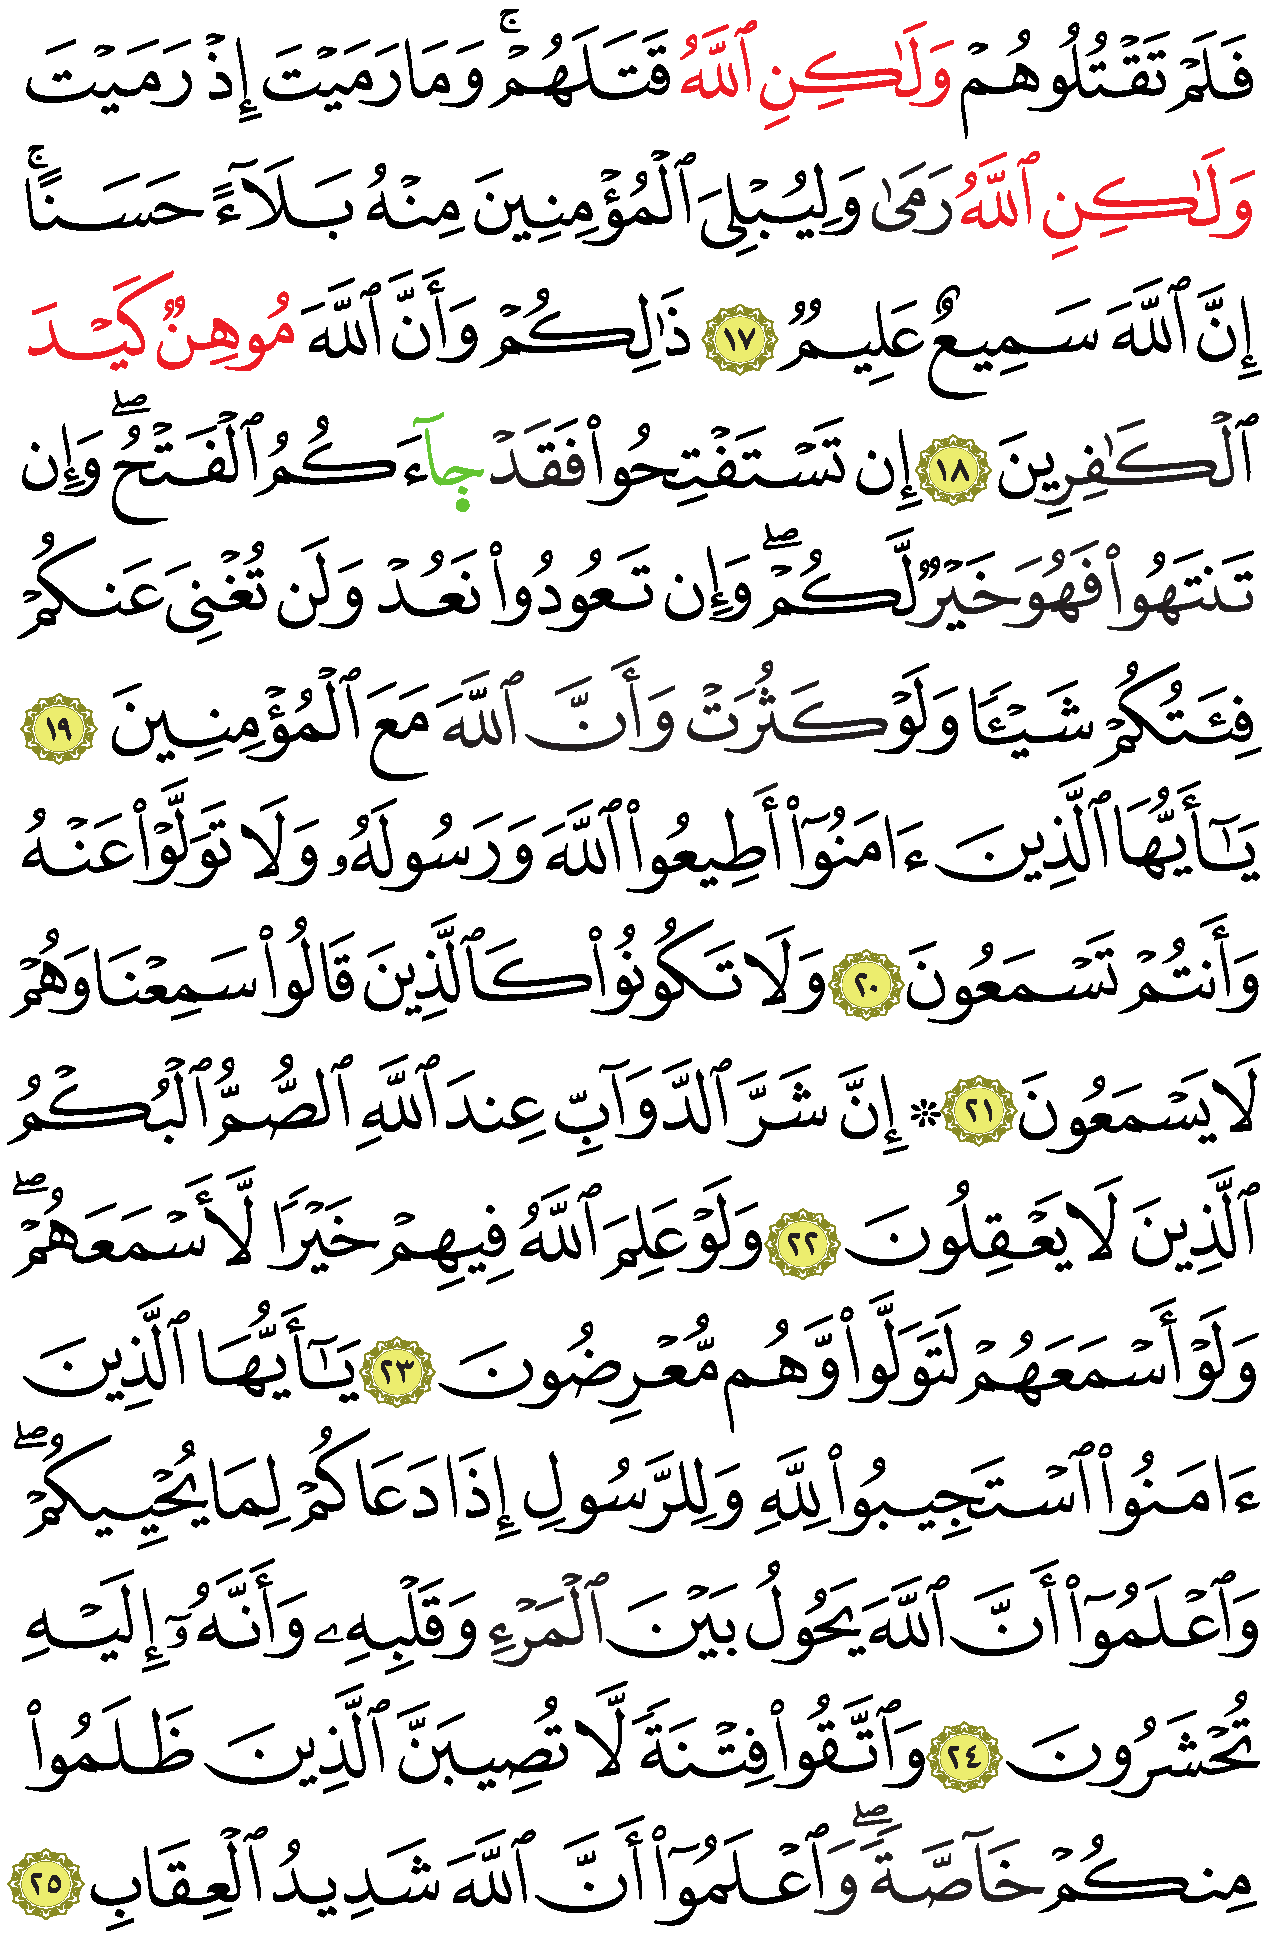 فَلَمْ تَقْتُلُوهُمْ وَلَٰكِنِ ٱللَّهُ قَتَلَهُمْۚ وَمَا رَمَيْتَ إِذْ رَمَيْتَ
وَلَٰكِنِ ٱللَّهُ رَمَىٰ وَلِيُبْلِيَ ٱلْمُؤْمِنِينَ مِنْهُ بَلَآءً حَسَنًاۚ
إِنَّ ٱللَّهَ سَمِيعٌ عَلِيمٌ ١٧ ذَٰلِكُمْ وَأَنَّ ٱللَّهَ مُوهِنٌ كَيْدَ
ٱلْكَٰفِرِينَ ١٨ إِن تَسْتَفْتِحُوا۟ فَقَدْ جَآءَكُمُ ٱلْفَتْحُۖ وَإِن
تَنتَهُوا۟ فَهُوَ خَيْرٌ لَّكُمْۖ وَإِن تَعُودُوا۟ نَعُدْ وَلَن تُغْنِيَ عَنكُمْ
فِئَتُكُمْ شَيْـًٔا وَلَوْ كَثُرَتْ وَأَنَّ ٱللَّهَ مَعَ ٱلْمُؤْمِنِينَ ١٩
يَٰٓأَيُّهَا ٱلَّذِينَ ءَامَنُوٓا۟ أَطِيعُوا۟ ٱللَّهَ وَرَسُولَهُۥ وَلَا تَوَلَّوْا۟ عَنْهُ
وَأَنتُمْ تَسْمَعُونَ ٢٠ وَلَا تَكُونُوا۟ كَٱلَّذِينَ قَالُوا۟ سَمِعْنَا وَهُمْ
لَا يَسْمَعُونَ ٢١ ۞ إِنَّ شَرَّ ٱلدَّوَآبِّ عِندَ ٱللَّهِ ٱلصُّمُّ ٱلْبُكْمُ
ٱلَّذِينَ لَا يَعْقِلُونَ ٢٢ وَلَوْ عَلِمَ ٱللَّهُ فِيهِمْ خَيْرًا لَّأَسْمَعَهُمْۖ
وَلَوْ أَسْمَعَهُمْ لَتَوَلَّوا۟ وَّهُم مُّعْرِضُونَ ٢٣ يَٰٓأَيُّهَا ٱلَّذِينَ
ءَامَنُوا۟ ٱسْتَجِيبُوا۟ لِلَّهِ وَلِلرَّسُولِ إِذَا دَعَاكُمْ لِمَا يُحْيِيكُمْۖ
وَٱعْلَمُوٓا۟ أَنَّ ٱللَّهَ يَحُولُ بَيْنَ ٱلْمَرْءِ وَقَلْبِهِۦ وَأَنَّهُۥٓ إِلَيْهِ
تُحْشَرُونَ ٢٤ وَٱتَّقُوا۟ فِتْنَةً لَّا تُصِيبَنَّ ٱلَّذِينَ ظَلَمُوا۟
مِنكُمْ خَآصَّةًۖ وَٱعْلَمُوٓا۟ أَنَّ ٱللَّهَ شَدِيدُ ٱلْعِقَابِ ٢٥